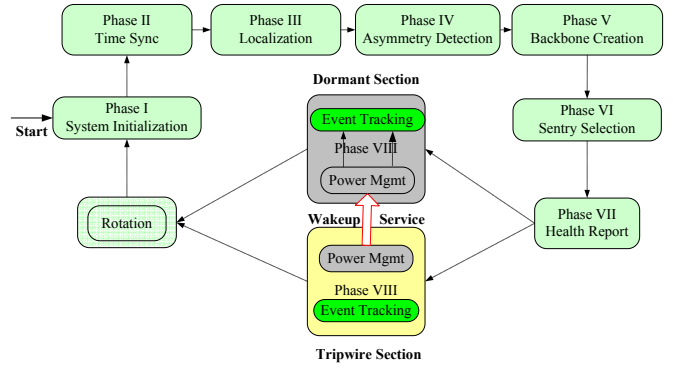 Phase II
Time Sync
Phase III
Localization
Phase IV
Asymmetry Detection
Phase V
Backbone Creation
Dormant Section
Phase I
System Initialization
Start
Event Tracking
Phase VIII
Power Mgmt
Phase VI
Sentry Selection
Rotation
Wakeup Service
Phase VII
Health Report
Power Mgmt
Phase VIII
Event Tracking
Tripwire Section